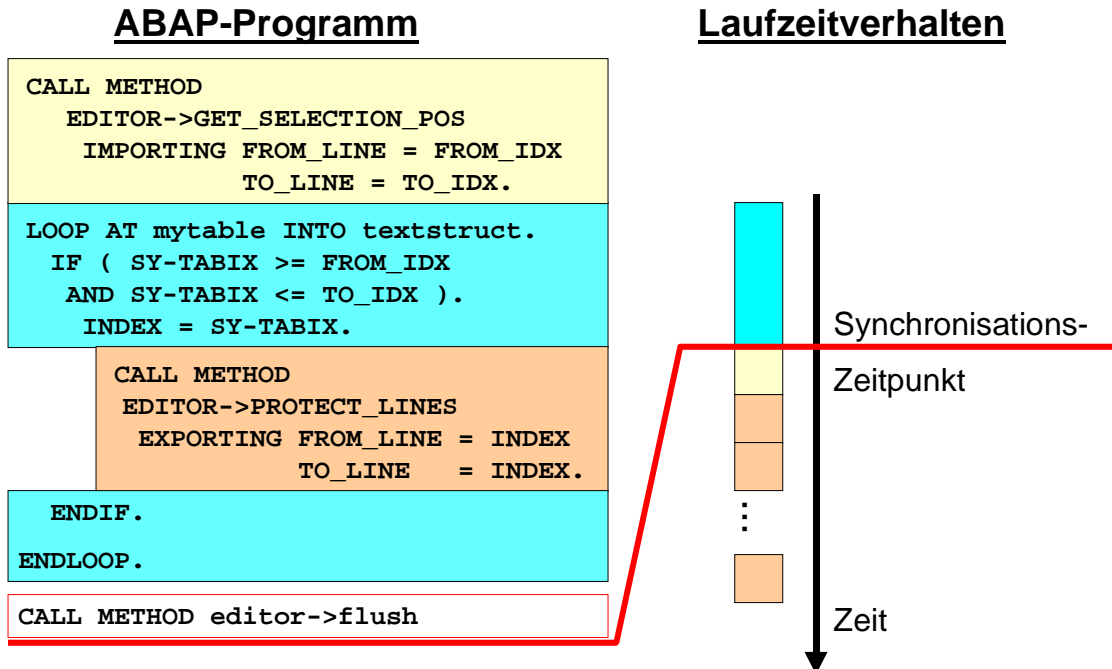 ABAP-Programm
CALL METHOD
EDITOR->GET_SELECTION_POS
IMPORTING FROM_LINE = FROM_IDX
TO_LINE = TO_IDX.
LOOP AT mytable INTO textstruct.
IF ( SY-TABIX >= FROM_IDX
AND SY-TABIX <= TO_IDX ).
INDEX = SY-TABIX.
CALL METHOD
EDITOR->PROTECT_LINES
EXPORTING FROM_LINE = INDEX
TO_LINE   = INDEX.
ENDIF.
ENDLOOP.
CALL METHOD editor->flush
Laufzeitverhalten
Synchronisations-
Zeitpunkt
...
Zeit